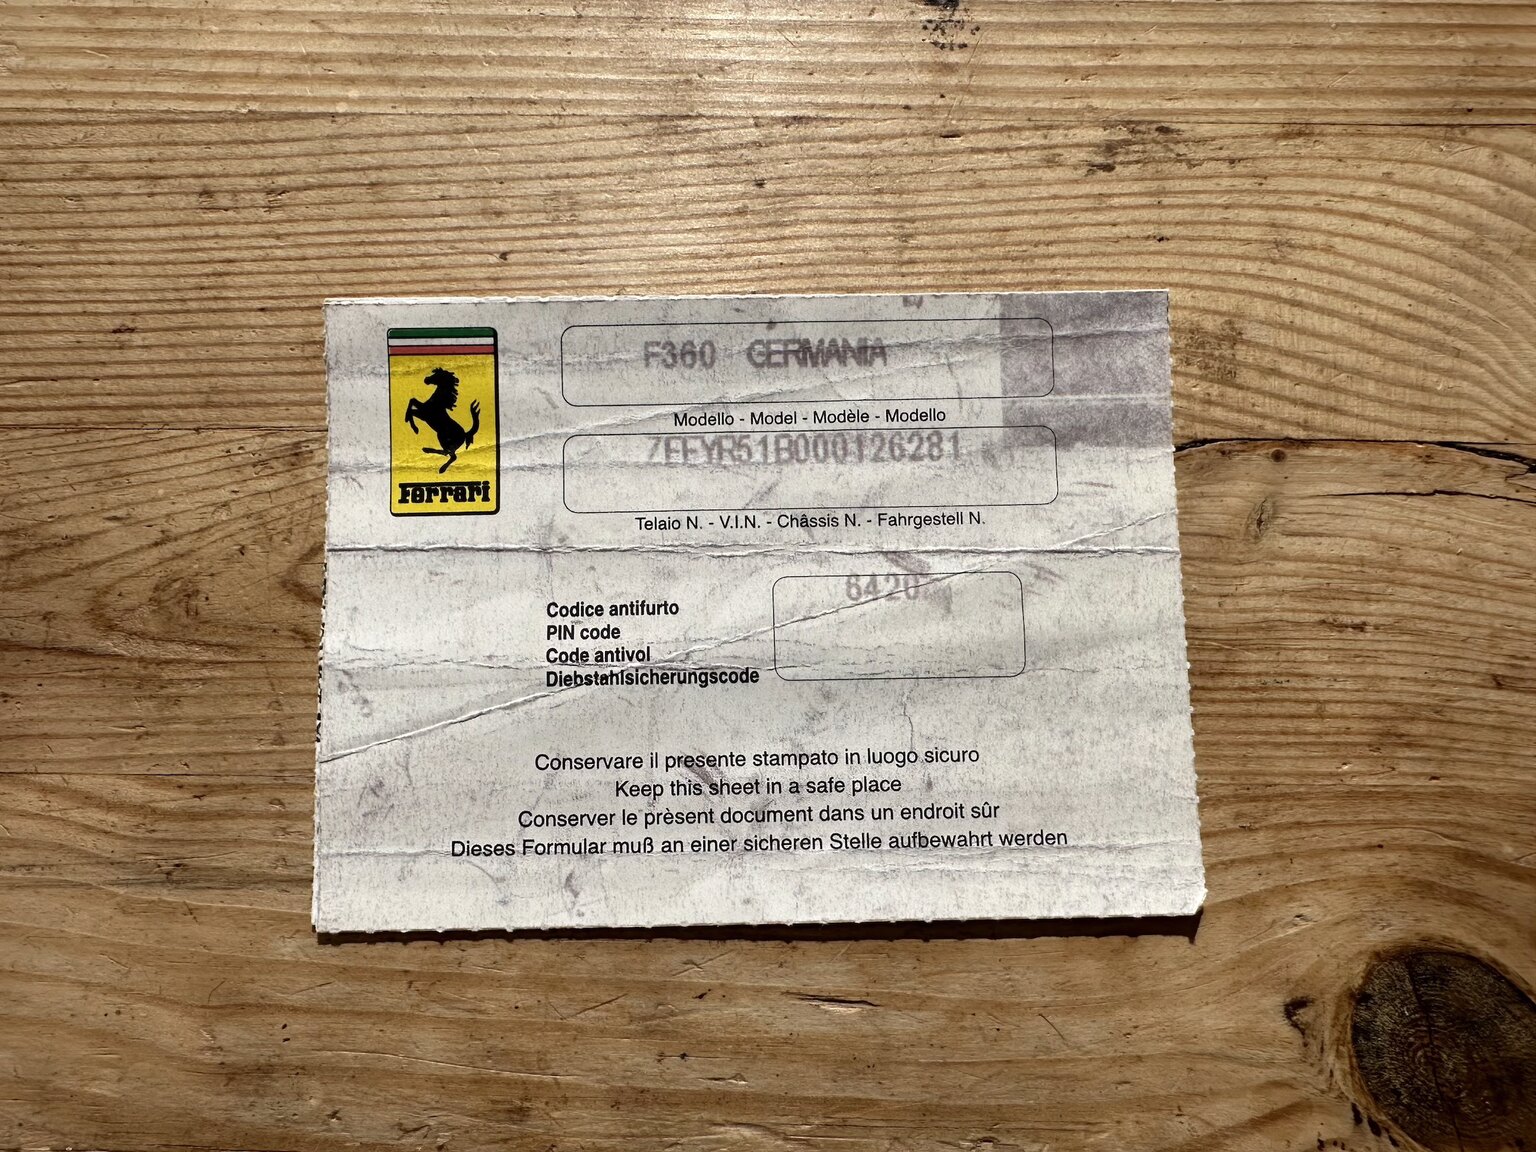 Ferrari
F360 GERMANIA
Modello - Model - Modèle - Modello
ZFFYR51B000126281
Telaio N. - V.I.N. - Châssis N. - Fahrgestell N.
Codice antifurto
PIN code
Code antivol
Diebstahlsicherungscode
Conservare il presente stampato in luogo sicuro
Keep this sheet in a safe place
Conserver le prèsent document dans un endroit sûr
Dieses Formular muß an einer sicheren Stelle aufbewahrt werden